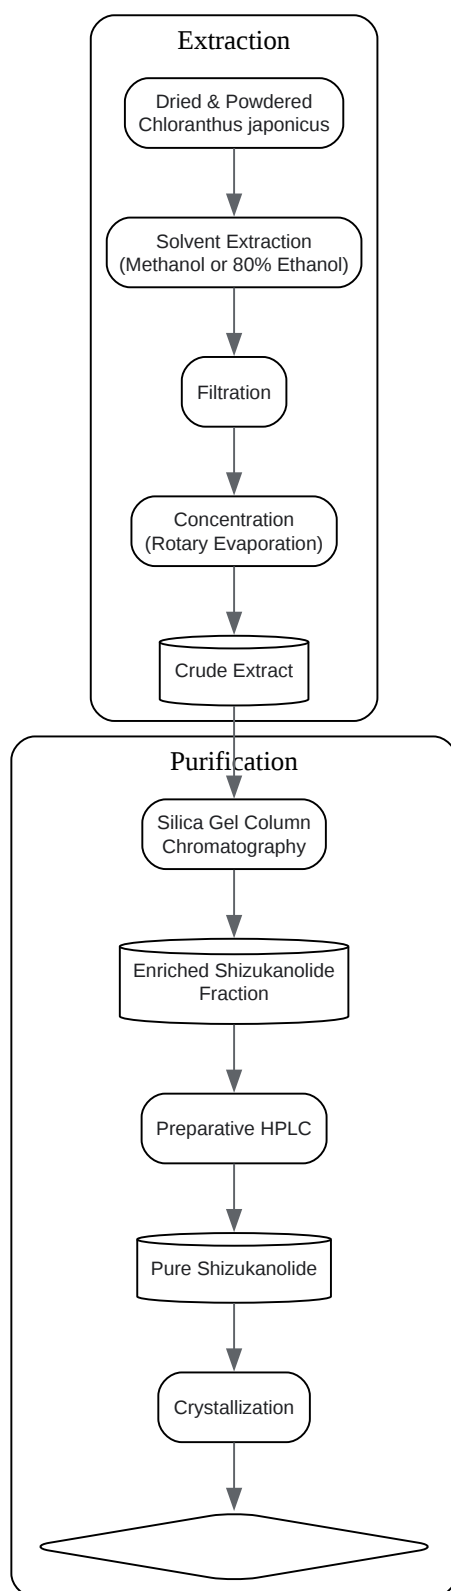 Extraction
Dried & Powdered
Chloranthus japonicus
Solvent Extraction
(Methanol or 80% Ethanol)
Filtration
Concentration
(Rotary Evaporation)
Crude Extract
Purification
Silica Gel Column
Chromatography
Enriched Shizukanolide
Fraction
Preparative HPLC
Pure Shizukanolide
Crystallization